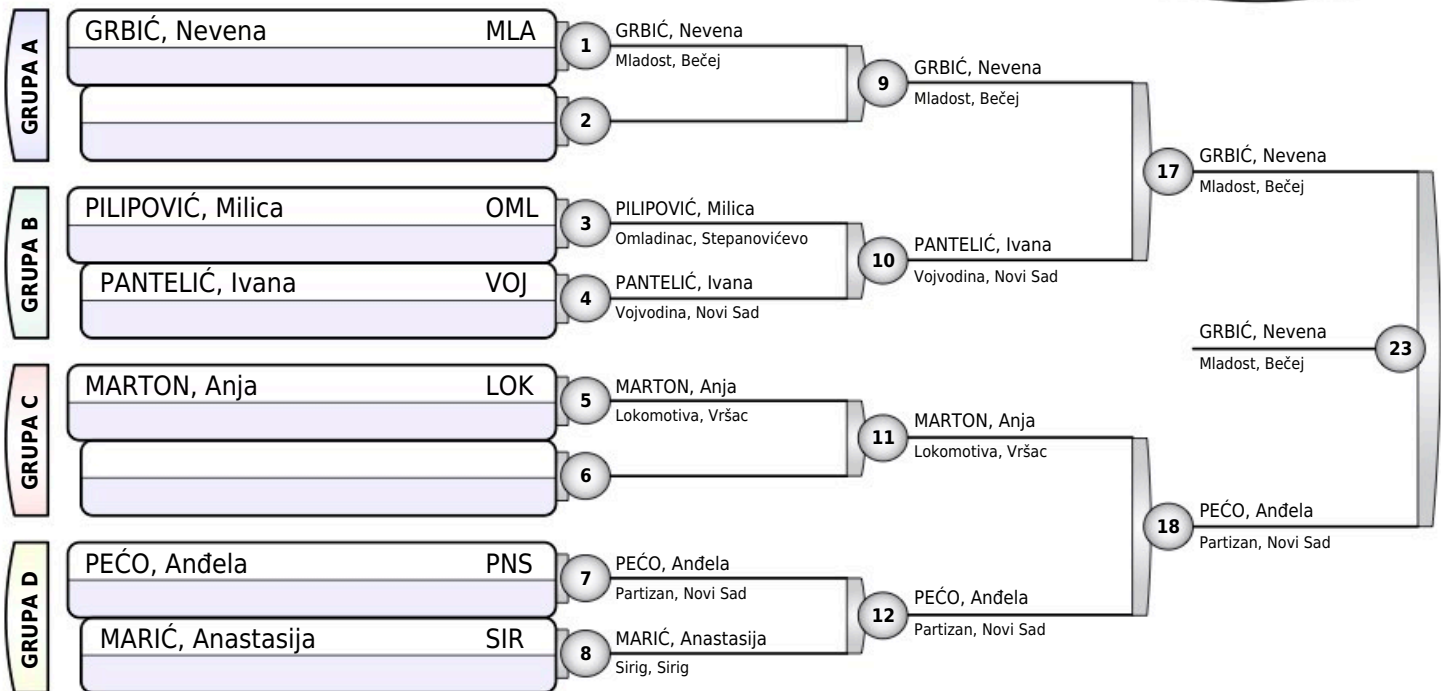 GRUPA A
GRBIĆ, Nevena MLA
1
2
GRUPA B
PILIPOVIĆ, Milica OML
3
PANTELIĆ, Ivana VOJ
4
GRUPA C
MARTON, Anja LOK
5
6
GRUPA D
PEĆO, Anđela PNS
7
MARIĆ, Anastasija SIR
8
GRBIĆ, Nevena
Mladost, Bečej
PILIPOVIĆ, Milica
Omladinac, Stepanovićevo
PANTELIĆ, Ivana
Vojvodina, Novi Sad
MARTON, Anja
Lokomotiva, Vršac
PEĆO, Anđela
Partizan, Novi Sad
MARIĆ, Anastasija
Sirig, Sirig
9
GRBIĆ, Nevena
Mladost, Bečej
10
PANTELIĆ, Ivana
Vojvodina, Novi Sad
11
MARTON, Anja
Lokomotiva, Vršac
12
PEĆO, Anđela
Partizan, Novi Sad
17
GRBIĆ, Nevena
Mladost, Bečej
18
PEĆO, Anđela
Partizan, Novi Sad
GRBIĆ, Nevena
Mladost, Bečej
23